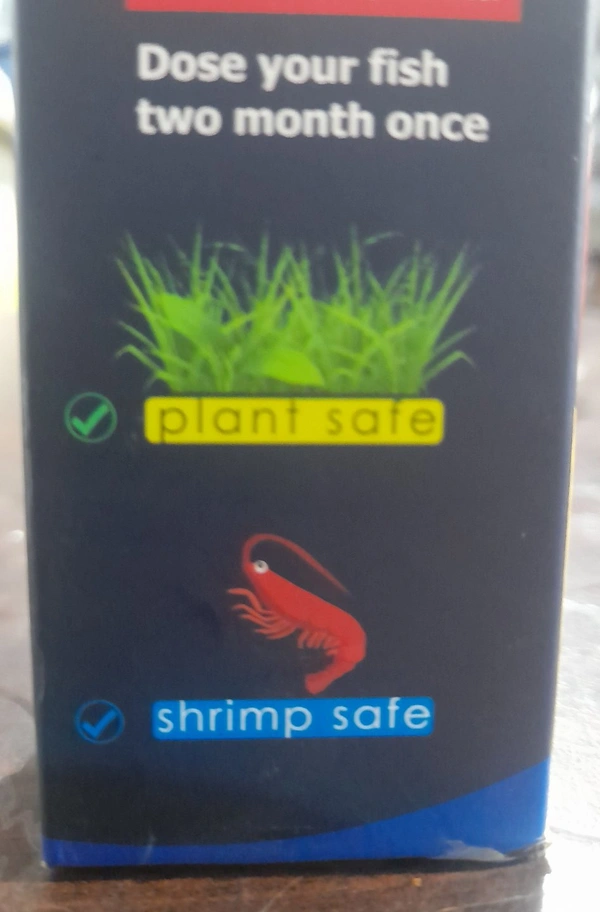 Dose your fish
two month once
plant safe
shrimp safe